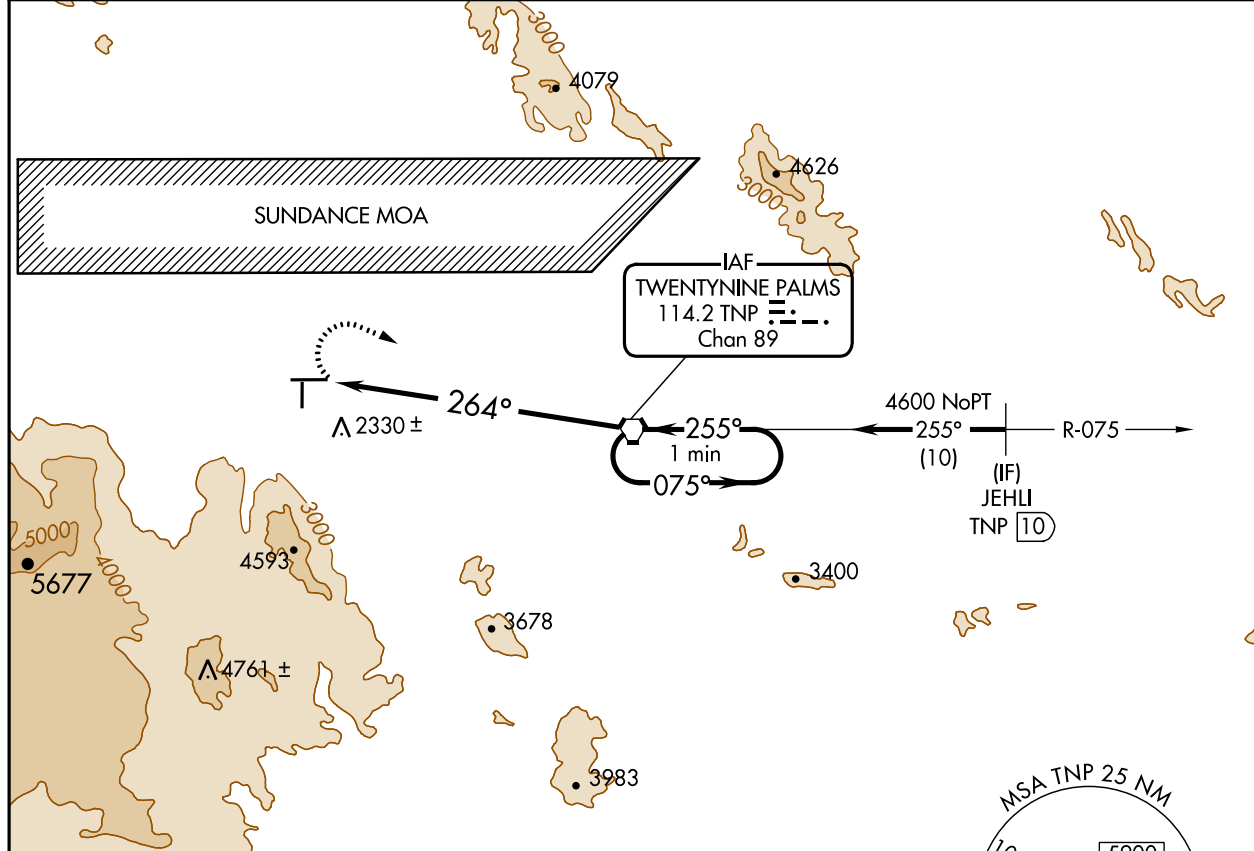 3000
4079
4626
3000
SUNDANCE MOA
IAF
TWENTYNINE PALMS
114.2 TNP
Chan 89
264°
2330 ±
255°
1 min
075°
4600 NoPT
255°
(10)
R-075
(IF)
JEHLI
TNP 10
5000
5677
4000
4593
3000
3400
3678
4761 ±
3983
MSA TNP 25 NM